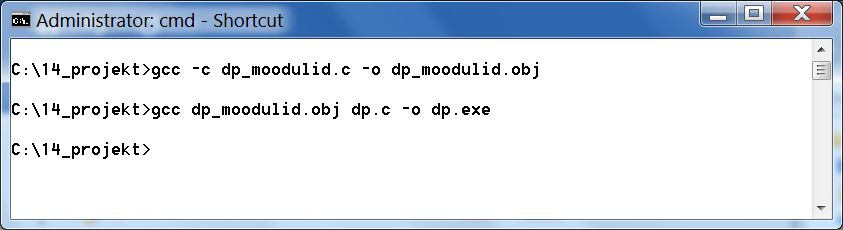 Administrator: cmd - Shortcut
C:\14_projekt>gcc -c dp_moodulid.c -o dp_moodulid.obj
C:\14_projekt>gcc dp_moodulid.obj dp.c -o dp.exe
C:\14_projekt>